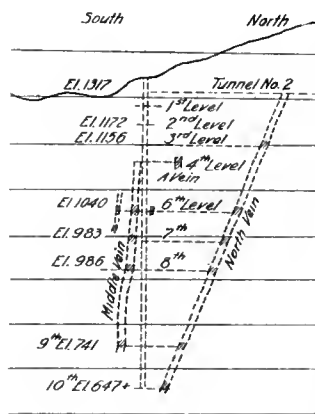 South North
Tunnel No. 2
El. 1317
1st Level
El. 1172 2nd Level
El. 1156 3rd Level
4th Level
A Vein
El 1040 6th Level
El. 983 7th
El. 986 8th
Middle Vein
North Vein
9th El. 741
10th El. 647+